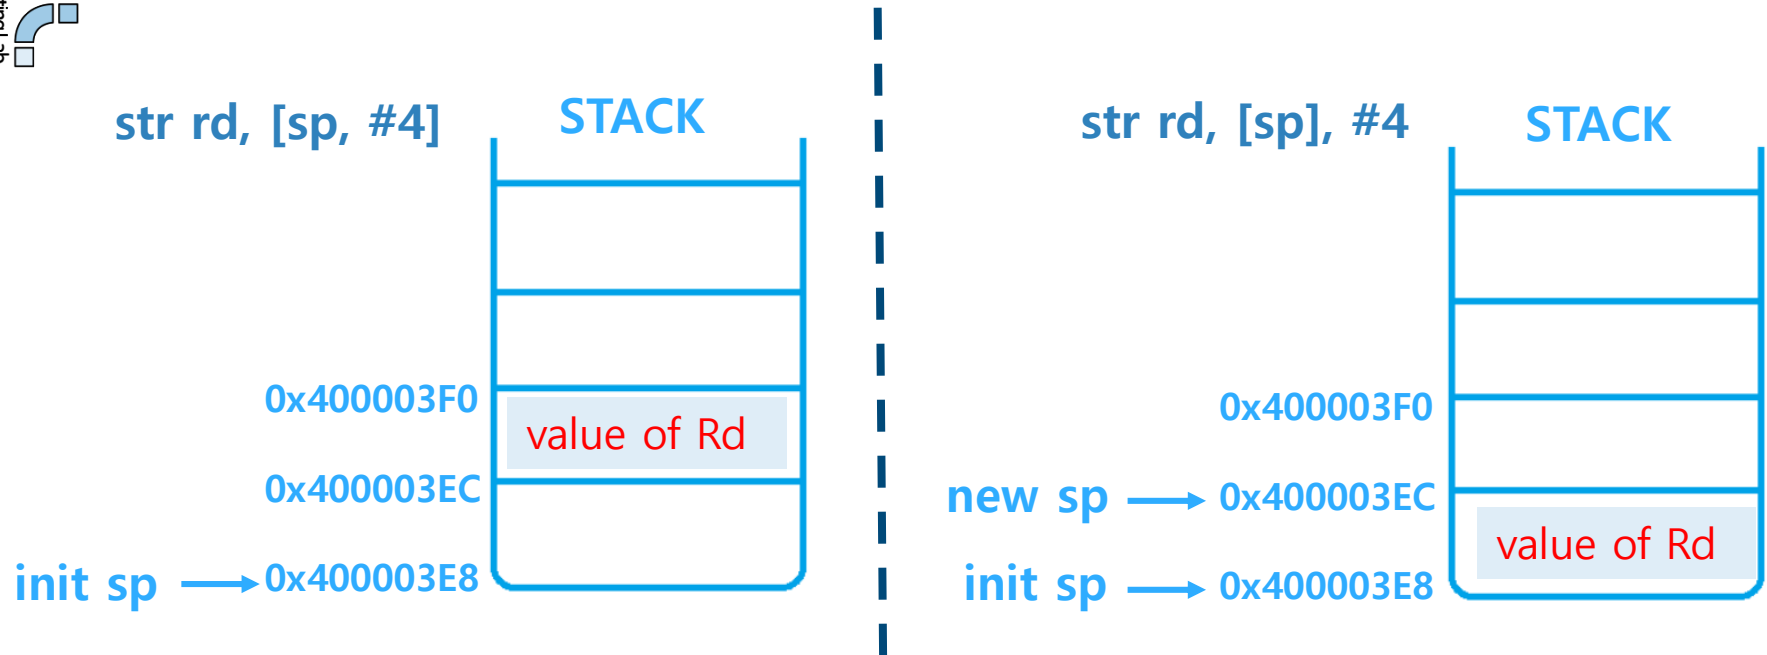 str rd, [sp, #4]
STACK
0x400003F0
value of Rd
0x400003EC
init sp
0x400003E8
str rd, [sp], #4
STACK
0x400003F0
new sp
0x400003EC
value of Rd
init sp
0x400003E8